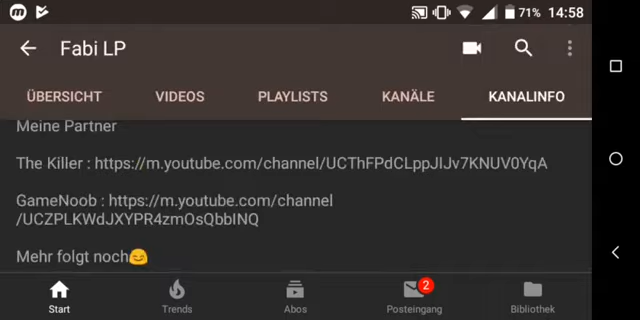 71% 14:58
Fabi LP
ÜBERSICHT VIDEOS PLAYLISTS KANÄLE KANALINFO
Meine Partner
The Killer : https://m.youtube.com/channel/UCThFPdCLppJlJv7KNUV0YqA
GameNoob : https://m.youtube.com/channel
/UCZPLKWdJXYPR4zmOsQbbINQ
Mehr folgt noch😊
2
Start Trends Abos Posteingang Bibliothek